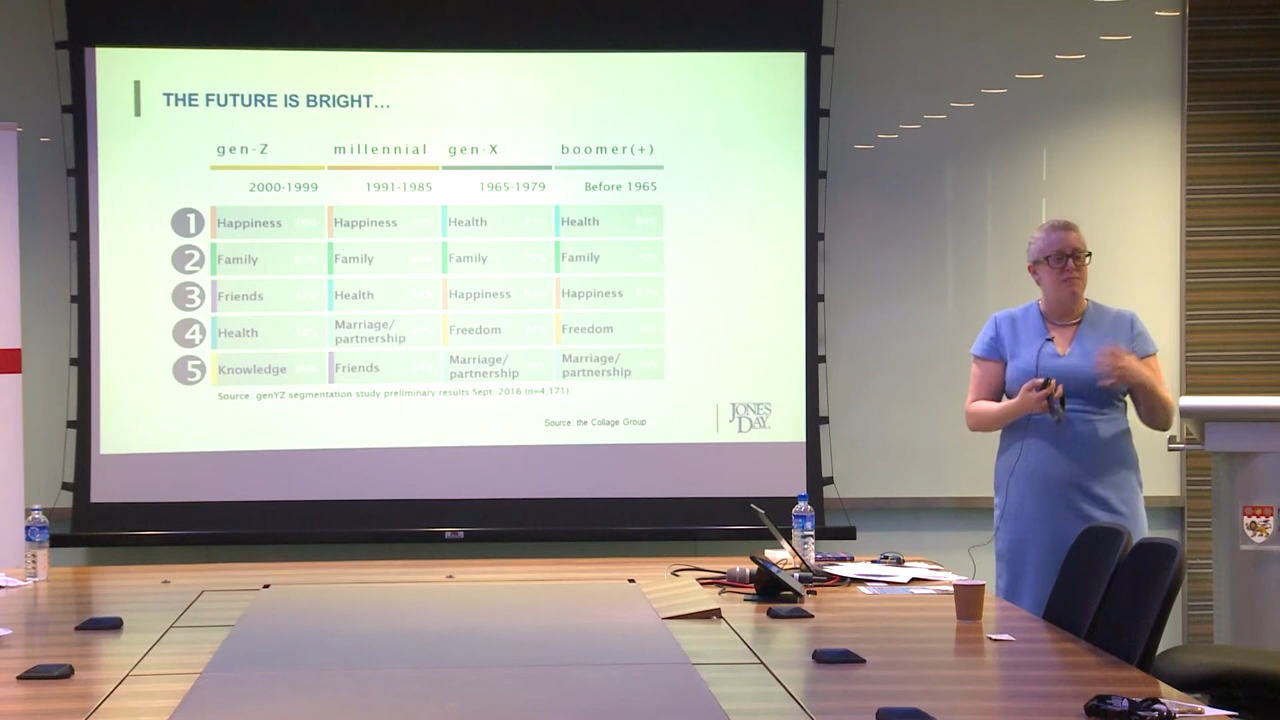 THE FUTURE IS BRIGHT...
gen-Z millennial gen-X boomer(+)
2000-1999 1991-1985 1965-1979 Before 1965
1 Happiness Happiness Health Health
2 Family Family Family Family
3 Friends Health Happiness Happiness
4 Health Marriage/ partnership Freedom Freedom
5 Knowledge Friends Marriage/ partnership Marriage/ partnership
Source: genYZ segmentation study preliminary results Sept. 2016 (n=4,171)
Source: the Collage Group
JONES
DAY